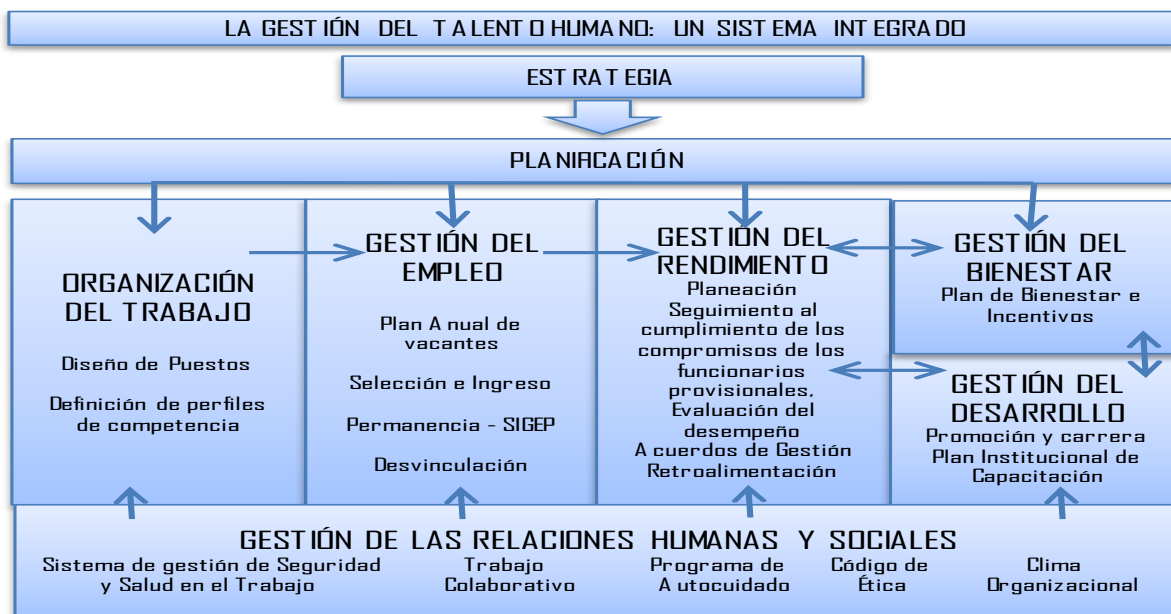 LA GESTIÓN DEL TALENTO HUMANO: UN SISTEMA INTEGRADO
ESTRATEGIA
PLANIFICACIÓN
ORGANIZACIÓN
DEL TRABAJO
Diseño de Puestos
Definición de perfiles
de competencia
GESTIÓN DEL
EMPLEO
Plan Anual de
vacantes
Selección e Ingreso
Permanencia - SIGEP
Desvinculación
GESTIÓN DEL
RENDIMIENTO
Planeación
Seguimiento al
cumplimiento de los
compromisos de los
funcionarios
provisionales,
Evaluación del
desempeño
Acuerdos de Gestión
Retroalimentación
GESTIÓN DEL
BIENESTAR
Plan de Bienestar e
Incentivos
GESTIÓN DEL
DESARROLLO
Promoción y carrera
Plan Institucional de
Capacitación
GESTIÓN DE LAS RELACIONES HUMANAS Y SOCIALES
Sistema de gestión de Seguridad
y Salud en el Trabajo
Trabajo
Colaborativo
Programa de
Autocuidado
Código de
Ética
Clima
Organizacional